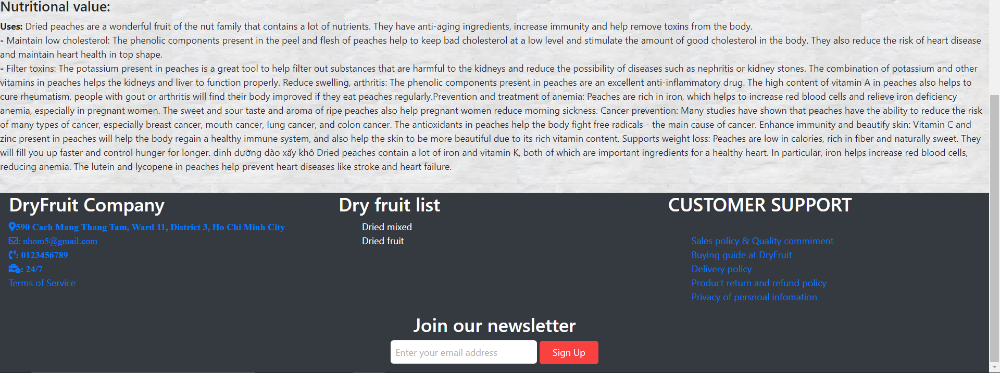 Nutritional value:
Uses: Dried peaches are a wonderful fruit of the nut family that contains a lot of nutrients. They have anti-aging ingredients, increase immunity and help remove toxins from the body.
- Maintain low cholesterol: The phenolic components present in the peel and flesh of peaches help to keep bad cholesterol at a low level and stimulate the amount of good cholesterol in the body. They also reduce the risk of heart disease
and maintain heart health in top shape.
- Filter toxins: The potassium present in peaches is a great tool to help filter out substances that are harmful to the kidneys and reduce the possibility of diseases such as nephritis or kidney stones. The combination of potassium and other
vitamins in peaches helps the kidneys and liver to function properly. Reduce swelling, arthritis: The phenolic components present in peaches are an excellent anti-inflammatory drug. The high content of vitamin A in peaches also helps to
cure rheumatism, people with gout or arthritis will find their body improved if they eat peaches regularly.Prevention and treatment of anemia: Peaches are rich in iron, which helps to increase red blood cells and relieve iron deficiency
anemia, especially in pregnant women. The sweet and sour taste and aroma of ripe peaches also help pregnant women reduce morning sickness. Cancer prevention: Many studies have shown that peaches have the ability to reduce the risk
of many types of cancer, especially breast cancer, mouth cancer, lung cancer, and colon cancer. The antioxidants in peaches help the body fight free radicals - the main cause of cancer. Enhance immunity and beautify skin: Vitamin C and
zinc present in peaches will help the body regain a healthy immune system, and also help the skin to be more beautiful due to its rich vitamin content. Supports weight loss: Peaches are low in calories, rich in fiber and naturally sweet. They
will fill you up faster and control hunger for longer. dinh dưỡng dào xấy khô Dried peaches contain a lot of iron and vitamin K, both of which are important ingredients for a healthy heart. In particular, iron helps increase red blood cells,
reducing anemia. The lutein and lycopene in peaches help prevent heart diseases like stroke and heart failure.
DryFruit Company
590 Cach Mang Thang Tam, Ward 11, District 3, Ho Chi Minh City
: nhom5@gmail.com
: 0123456789
: 24/7
Terms of Service
Dry fruit list
Dried mixed
Dried fruit
CUSTOMER SUPPORT
Sales policy & Quality commiment
Buying guide at DryFruit
Delivery policy
Product return and refund policy
Privacy of persnoal infomation
Join our newsletter
Enter your email address
Sign Up